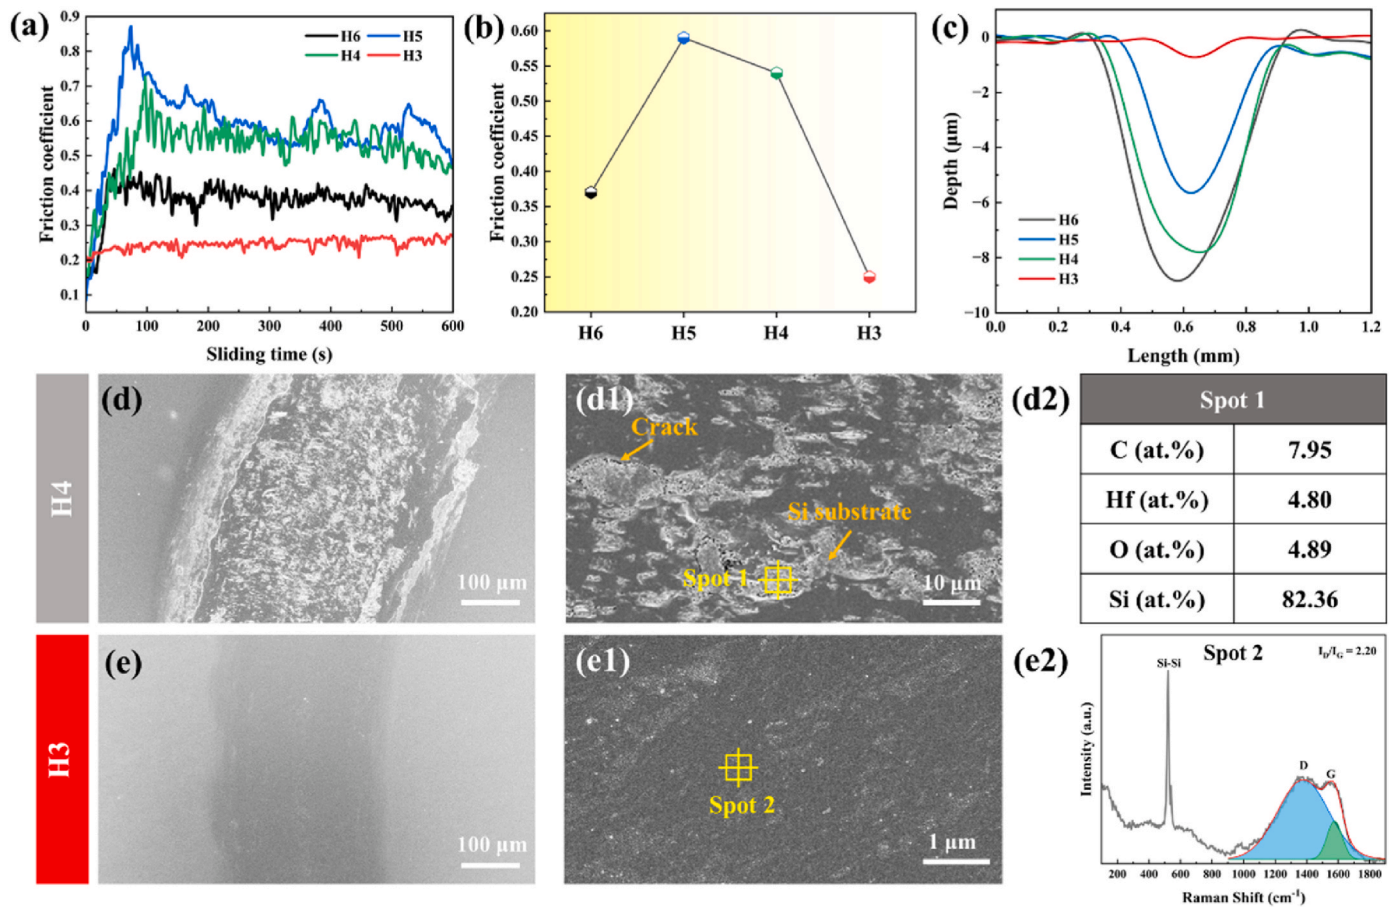 (a)
0.9
0.8
0.7
0.6
0.5
0.4
0.3
0.2
0.1
Friction coefficient
H6 H5
H4 H3
0 100 200 300 400 500 600
Sliding time (s)
(b)
0.60
0.55
0.50
0.45
0.40
0.35
0.30
0.25
0.20
Friction coefficient
H6 H5 H4 H3
(c)
0
−2
−4
−6
−8
−10
Depth (μm)
H6
H5
H4
H3
0.0 0.2 0.4 0.6 0.8 1.0 1.2
Length (mm)
H4
(d)
100 μm
(d1)
Crack
Si substrate
Spot 1
10 μm
(d2)
Spot 1
C (at.%) 7.95
Hf (at.%) 4.80
O (at.%) 4.89
Si (at.%) 82.36
H3
(e)
100 μm
(e1)
Spot 2
1 μm
(e2)
Spot 2
I_D/I_G = 2.20
Si-Si
D
G
Intensity (a.u.)
200 400 600 800 1000 1200 1400 1600 1800
Raman Shift (cm⁻¹)